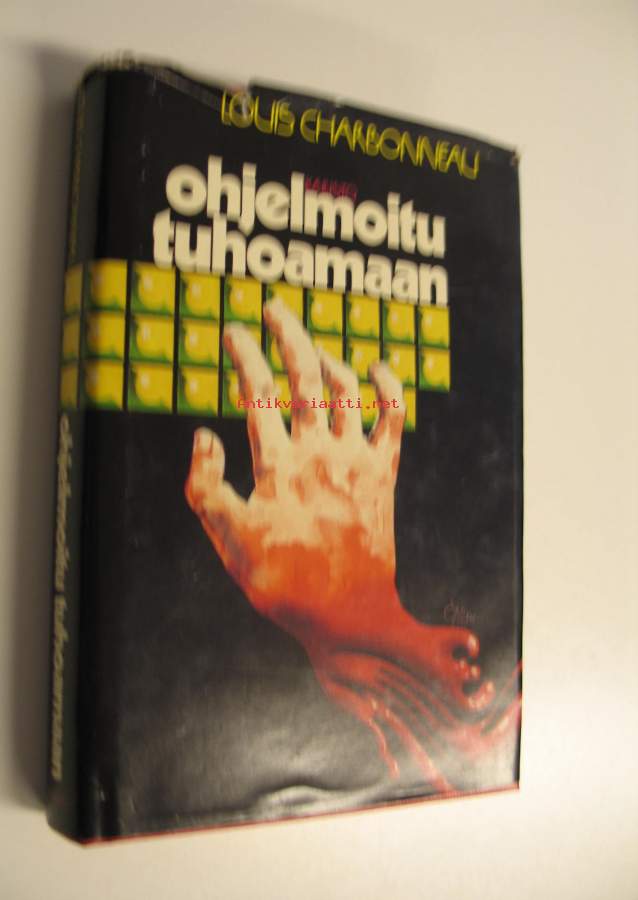 LOUIS CHARBONNEAU
ohjelmoitu
tuhoamaan
Antikvariaatti.net
ohjelmoitu tuhoamaan